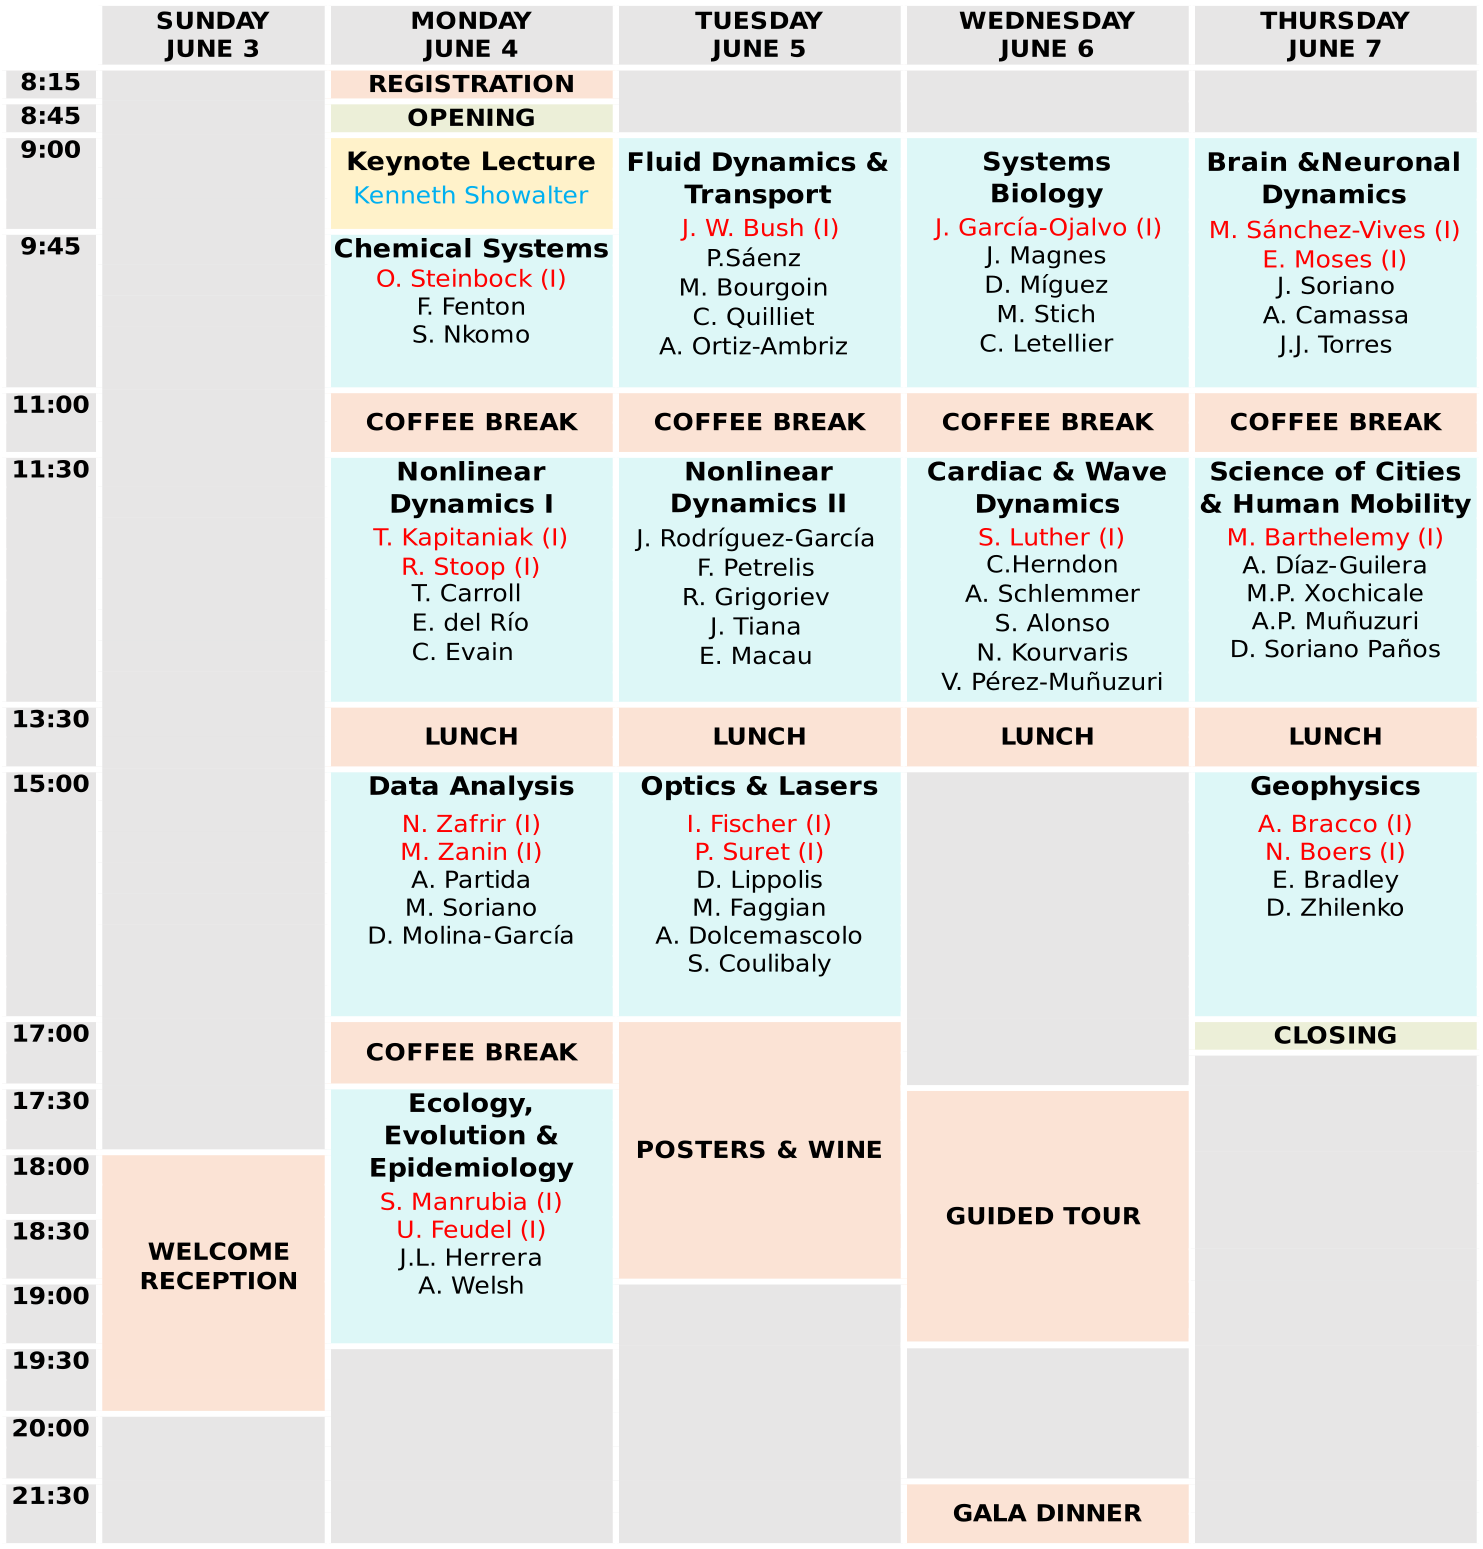 SUNDAY
JUNE 3
MONDAY
JUNE 4
TUESDAY
JUNE 5
WEDNESDAY
JUNE 6
THURSDAY
JUNE 7
8:15
REGISTRATION
8:45
OPENING
9:00
Keynote Lecture
Kenneth Showalter
Fluid Dynamics &
Transport
J. W. Bush (I)
P.Sáenz
M. Bourgoin
C. Quilliet
A. Ortiz-Ambriz
Systems
Biology
J. García-Ojalvo (I)
J. Magnes
D. Míguez
M. Stich
C. Letellier
Brain &Neuronal
Dynamics
M. Sánchez-Vives (I)
E. Moses (I)
J. Soriano
A. Camassa
J.J. Torres
9:45
Chemical Systems
O. Steinbock (I)
F. Fenton
S. Nkomo
11:00
COFFEE BREAK
COFFEE BREAK
COFFEE BREAK
COFFEE BREAK
11:30
Nonlinear
Dynamics I
T. Kapitaniak (I)
R. Stoop (I)
T. Carroll
E. del Río
C. Evain
Nonlinear
Dynamics II
J. Rodríguez-García
F. Petrelis
R. Grigoriev
J. Tiana
E. Macau
Cardiac & Wave
Dynamics
S. Luther (I)
C.Herndon
A. Schlemmer
S. Alonso
N. Kourvaris
V. Pérez-Muñuzuri
Science of Cities
& Human Mobility
M. Barthelemy (I)
A. Díaz-Guilera
M.P. Xochicale
A.P. Muñuzuri
D. Soriano Paños
13:30
LUNCH
LUNCH
LUNCH
LUNCH
15:00
Data Analysis
N. Zafrir (I)
M. Zanin (I)
A. Partida
M. Soriano
D. Molina-García
Optics & Lasers
I. Fischer (I)
P. Suret (I)
D. Lippolis
M. Faggian
A. Dolcemascolo
S. Coulibaly
Geophysics
A. Bracco (I)
N. Boers (I)
E. Bradley
D. Zhilenko
17:00
COFFEE BREAK
POSTERS & WINE
CLOSING
17:30
Ecology,
Evolution &
Epidemiology
S. Manrubia (I)
U. Feudel (I)
J.L. Herrera
A. Welsh
GUIDED TOUR
18:00
WELCOME
RECEPTION
18:30
19:00
19:30
20:00
21:30
GALA DINNER